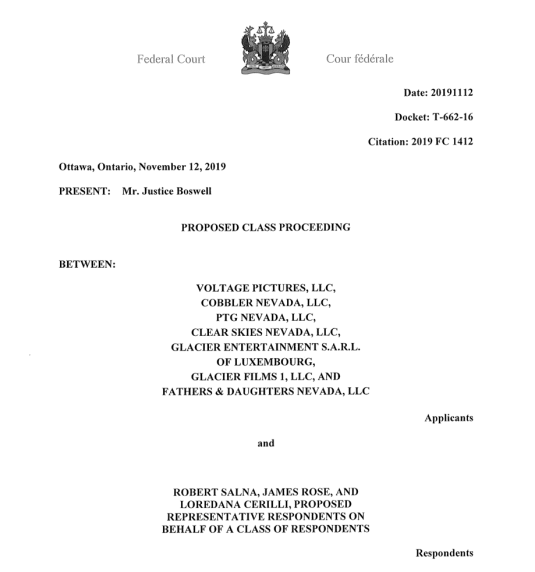 Federal Court
Cour fédérale
Date: 20191112
Docket: T-662-16
Citation: 2019 FC 1412
Ottawa, Ontario, November 12, 2019
PRESENT: Mr. Justice Boswell
PROPOSED CLASS PROCEEDING
BETWEEN:
VOLTAGE PICTURES, LLC,
COBBLER NEVADA, LLC,
PTG NEVADA, LLC,
CLEAR SKIES NEVADA, LLC,
GLACIER ENTERTAINMENT S.A.R.L.
OF LUXEMBOURG,
GLACIER FILMS 1, LLC, AND
FATHERS & DAUGHTERS NEVADA, LLC
Applicants
and
ROBERT SALNA, JAMES ROSE, AND
LOREDANA CERILLI, PROPOSED
REPRESENTATIVE RESPONDENTS ON
BEHALF OF A CLASS OF RESPONDENTS
Respondents